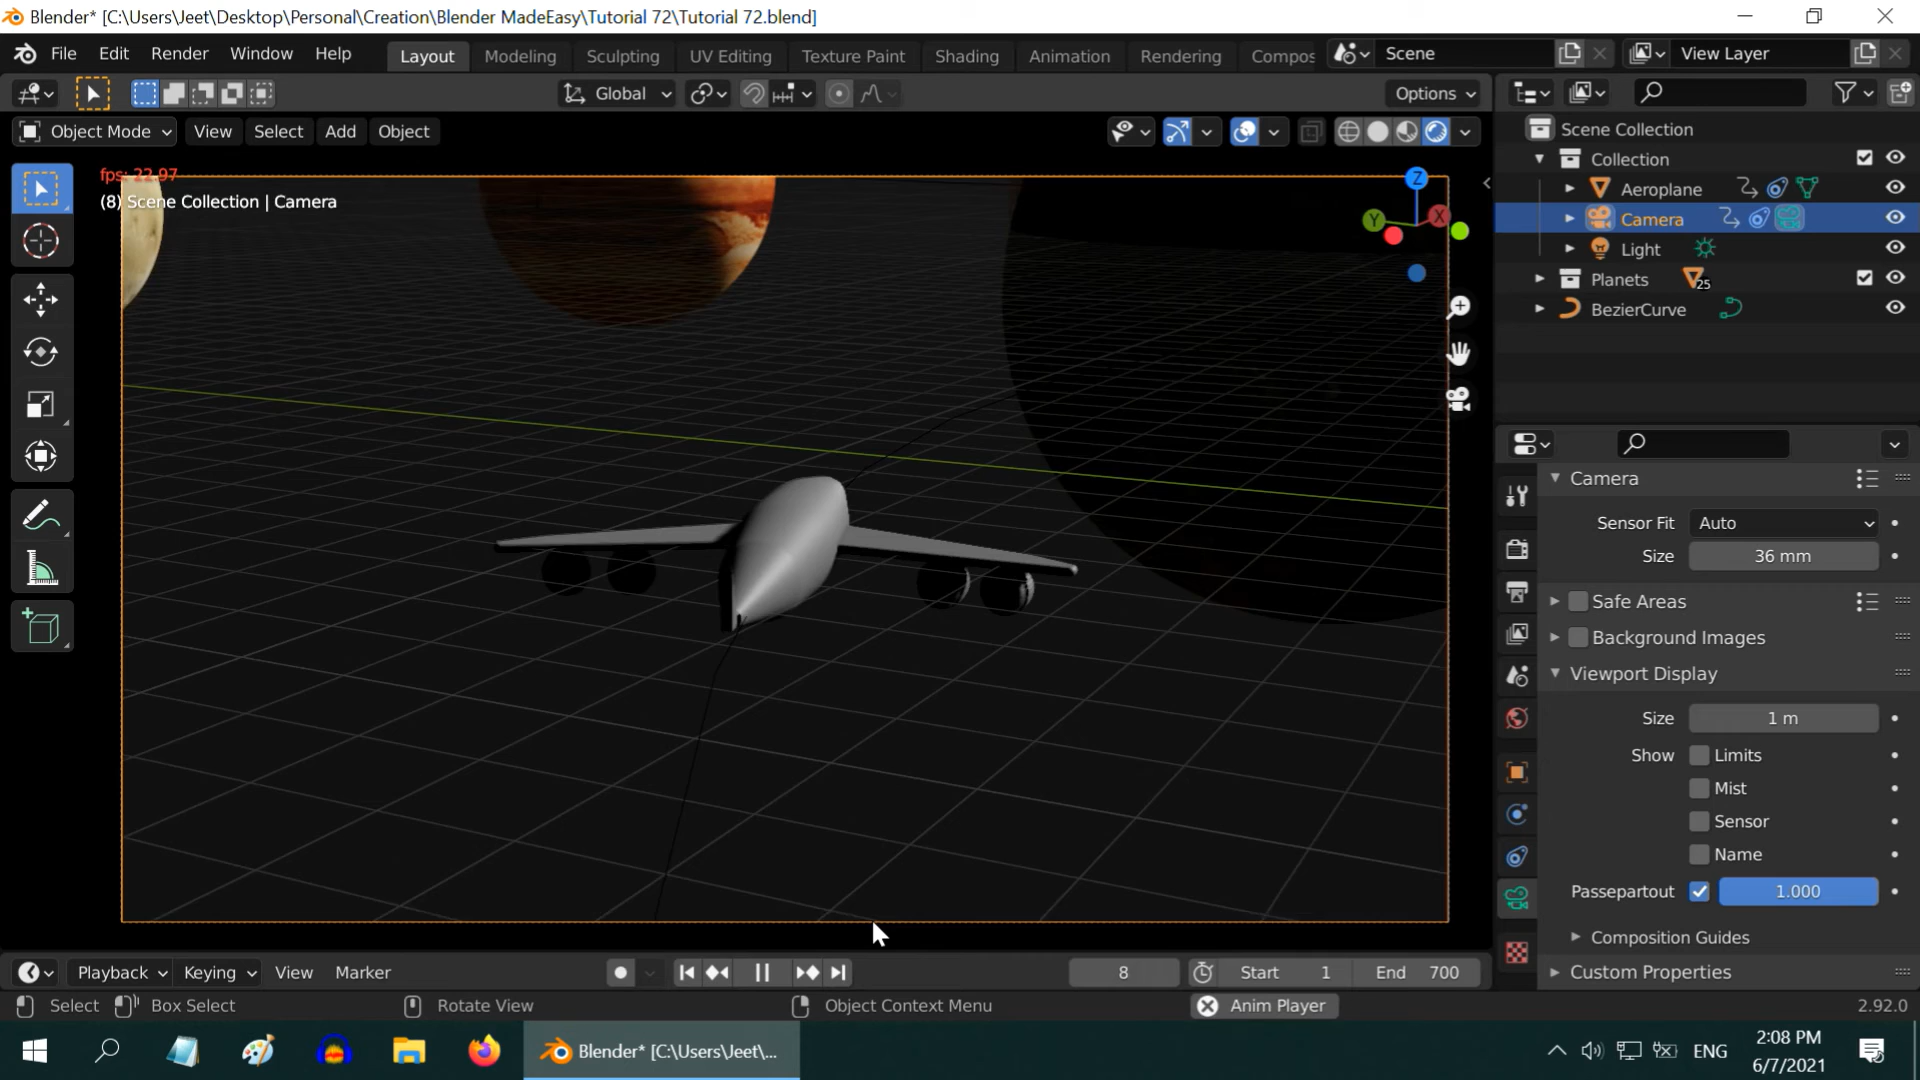 Blender* [C:\Users\Jeet\Desktop\Personal\Creation\Blender MadeEasy\Tutorial 72\Tutorial 72.blend]
File Edit Render Window Help Layout Modeling Sculpting UV Editing Texture Paint Shading Animation Rendering Compos Scene View Layer
Global Options
Object Mode View Select Add Object
fps: 22.97
(8) Scene Collection | Camera
Z
Y
X
Scene Collection
Collection
Aeroplane
Camera
Light
Planets 25
BezierCurve
Camera
Sensor Fit Auto
Size 36 mm
Safe Areas
Background Images
Viewport Display
Size 1 m
Show Limits
Mist
Sensor
Name
Passepartout 1.000
Composition Guides
Custom Properties
Playback Keying View Marker 8 Start 1 End 700
Select Box Select Rotate View Object Context Menu Anim Player 2.92.0
Blender* [C:\Users\Jeet\... ENG 2:08 PM
6/7/2021